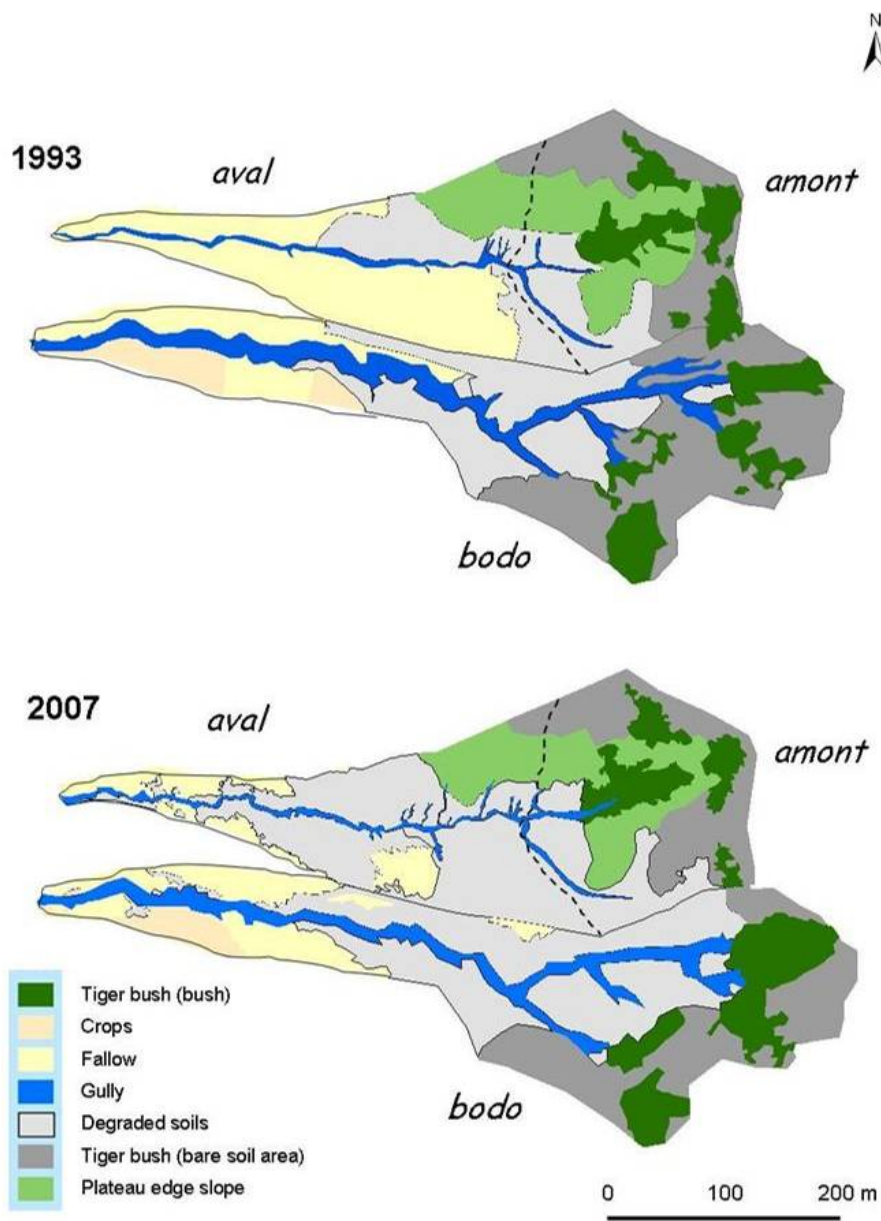 N
1993
aval
amont
bodo
2007
aval
amont
bodo
Tiger bush (bush)
Crops
Fallow
Gully
Degraded soils
Tiger bush (bare soil area)
Plateau edge slope
0 100 200 m